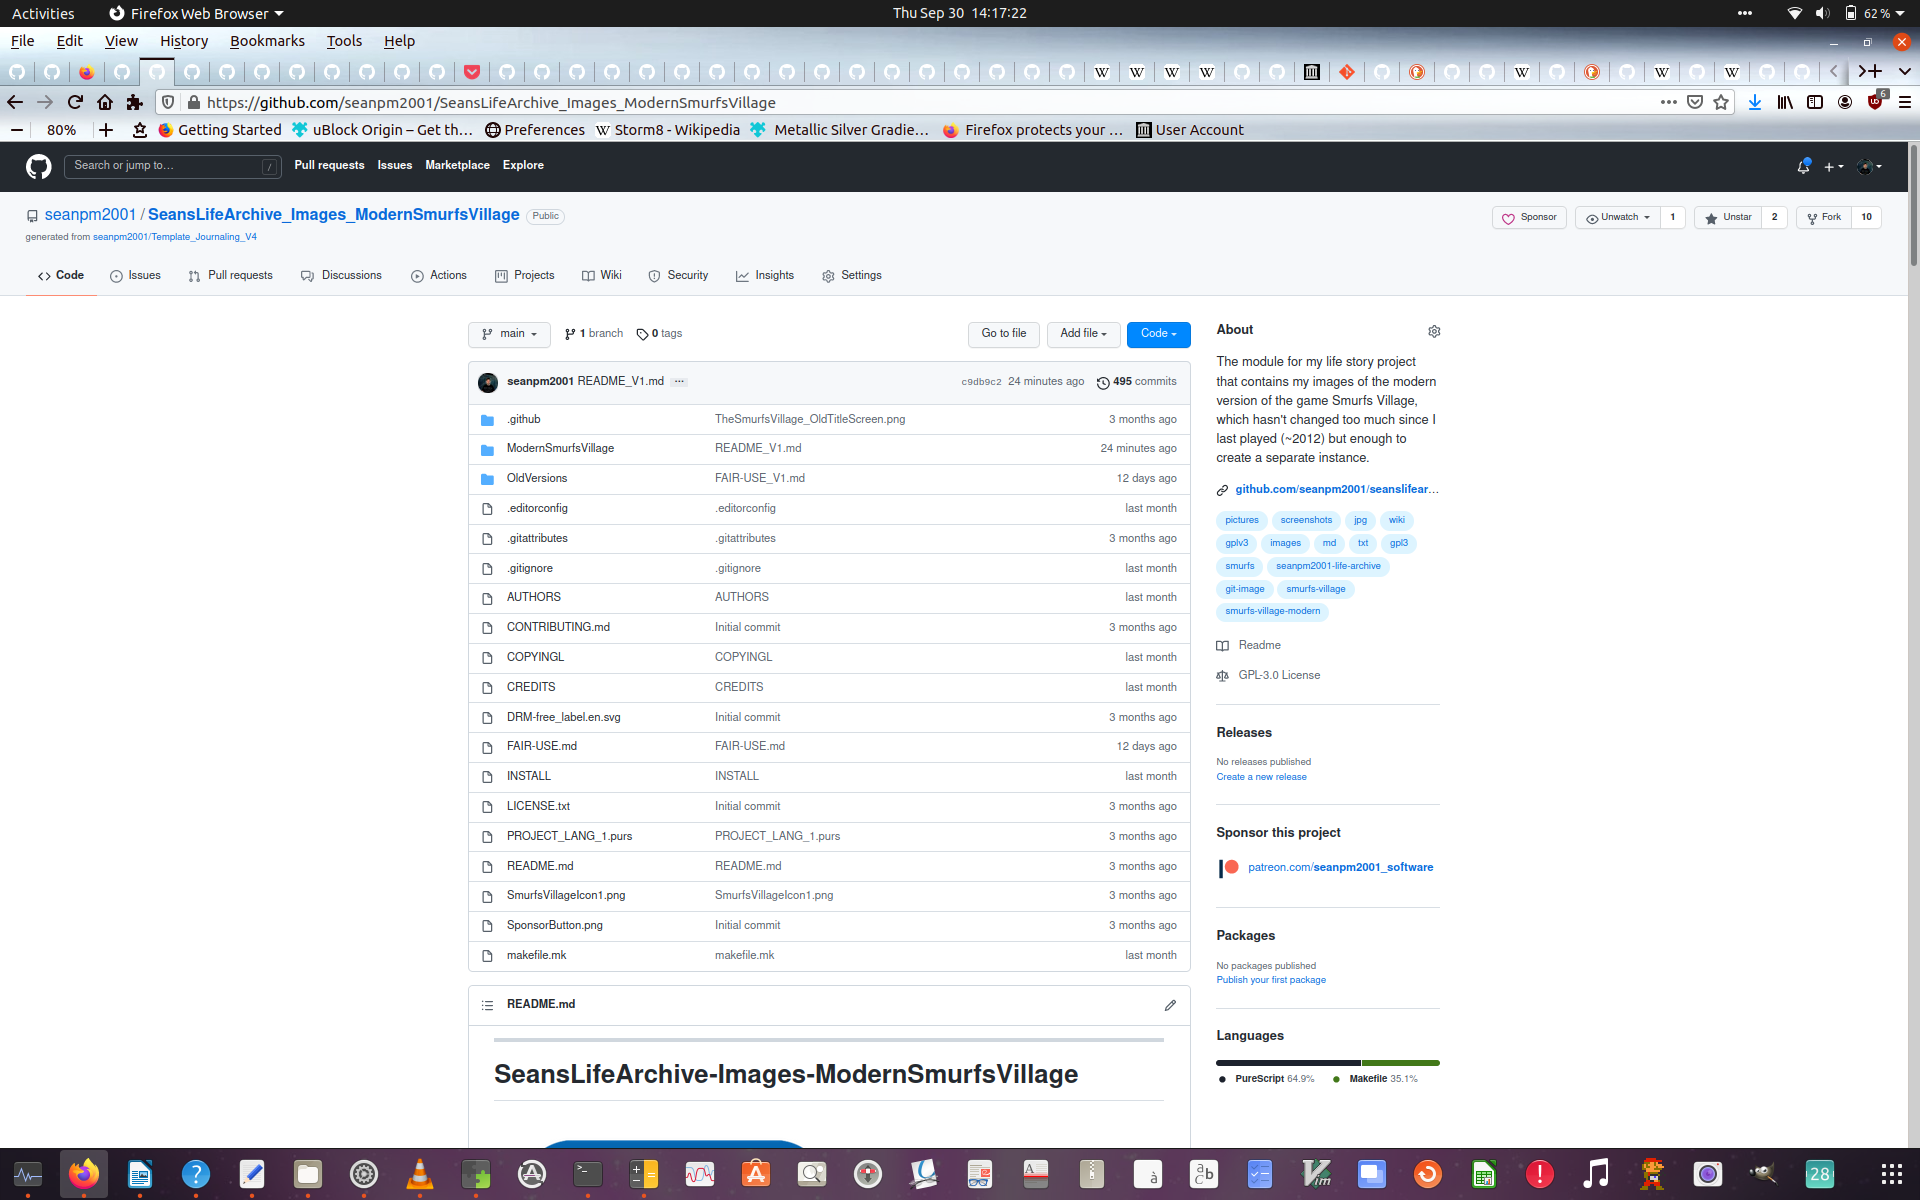 Activities Firefox Web Browser Thu Sep 30 14:17:22 62 %
File Edit View History Bookmarks Tools Help
https://github.com/seanpm2001/SeansLifeArchive_Images_ModernSmurfsVillage 6
80% Getting Started uBlock Origin – Get th… Preferences Storm8 - Wikipedia Metallic Silver Gradie… Firefox protects your … User Account
Search or jump to… / Pull requests Issues Marketplace Explore
seanpm2001 / SeansLifeArchive_Images_ModernSmurfsVillage Public Sponsor Unwatch 1 Unstar 2 Fork 10
generated from seanpm2001/Template_Journaling_V4
Code Issues Pull requests Discussions Actions Projects Wiki Security Insights Settings
main 1 branch 0 tags Go to file Add file Code
seanpm2001 README_V1.md ··· c9db9c2 24 minutes ago 495 commits
.github TheSmurfsVillage_OldTitleScreen.png 3 months ago
ModernSmurfsVillage README_V1.md 24 minutes ago
OldVersions FAIR-USE_V1.md 12 days ago
.editorconfig .editorconfig last month
.gitattributes .gitattributes 3 months ago
.gitignore .gitignore last month
AUTHORS AUTHORS last month
CONTRIBUTING.md Initial commit 3 months ago
COPYINGL COPYINGL last month
CREDITS CREDITS last month
DRM-free_label.en.svg Initial commit 3 months ago
FAIR-USE.md FAIR-USE.md 12 days ago
INSTALL INSTALL last month
LICENSE.txt Initial commit 3 months ago
PROJECT_LANG_1.purs PROJECT_LANG_1.purs 3 months ago
README.md README.md 3 months ago
SmurfsVillageIcon1.png SmurfsVillageIcon1.png 3 months ago
SponsorButton.png Initial commit 3 months ago
makefile.mk makefile.mk last month
README.md
SeansLifeArchive-Images-ModernSmurfsVillage
About
The module for my life story project
that contains my images of the modern
version of the game Smurfs Village,
which hasn't changed too much since I
last played (~2012) but enough to
create a separate instance.
github.com/seanpm2001/seanslifear…
pictures screenshots jpg wiki
gplv3 images md txt gpl3
smurfs seanpm2001-life-archive
git-image smurfs-village
smurfs-village-modern
Readme
GPL-3.0 License
Releases
No releases published
Create a new release
Sponsor this project
patreon.com/seanpm2001_software
Packages
No packages published
Publish your first package
Languages
PureScript 64.9% Makefile 35.1%
28